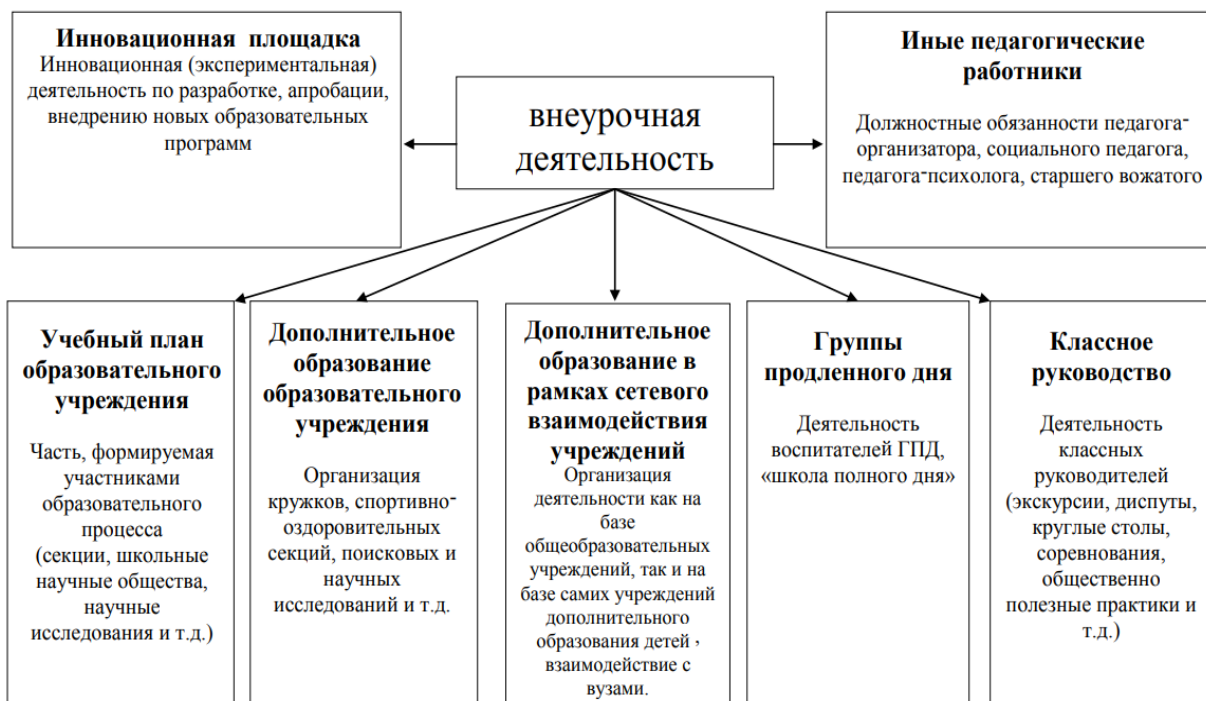 Инновационная площадка
Инновационная (экспериментальная)
деятельность по разработке, апробации,
внедрению новых образовательных
программ
внеурочная
деятельность
Иные педагогические
работники
Должностные обязанности педагога-
организатора, социального педагога,
педагога-психолога, старшего вожатого
Учебный план
образовательного
учреждения
Часть, формируемая
участниками
образовательного
процесса
(секции, школьные
научные общества,
научные
исследования и т.д.)
Дополнительное
образование
образовательного
учреждения
Организация
кружков, спортивно-
оздоровительных
секций, поисковых и
научных
исследований и т.д.
Дополнительное
образование в
рамках сетевого
взаимодействия
учреждений
Организация
деятельности как на
базе
общеобразовательных
учреждений, так и на
базе самих учреждений
дополнительного
образования детей ,
взаимодействие с
вузами.
Группы
продленного дня
Деятельность
воспитателей ГПД,
«школа полного дня»
Классное
руководство
Деятельность
классных
руководителей
(экскурсии, диспуты,
круглые столы,
соревнования,
общественно
полезные практики и
т.д.)